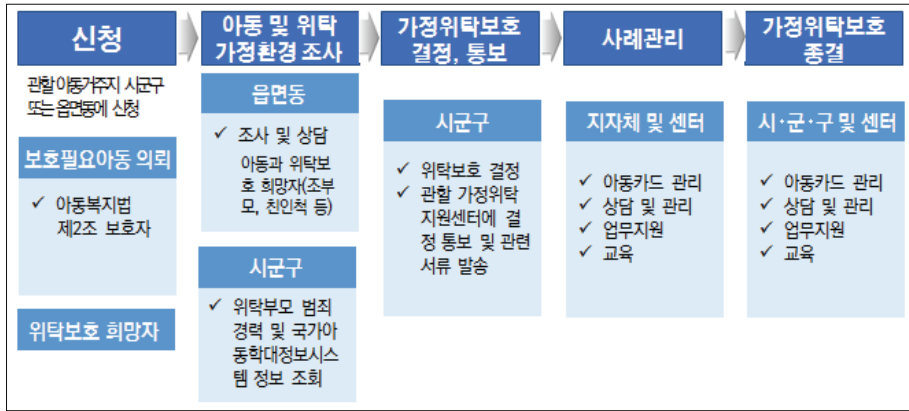 신청
관할 아동거주지 시군구
또는 읍면동에 신청
보호필요아동 의뢰
✓ 아동복지법
제2조 보호자
위탁보호 희망자
아동 및 위탁
가정환경 조사
읍면동
✓ 조사 및 상담
아동과 위탁보
호 희망자(조부
모, 친인척 등)
시군구
✓ 위탁부모 범죄
경력 및 국가아
동학대정보시스
템 정보 조회
가정위탁보호
결정, 통보
시군구
✓ 위탁보호 결정
✓ 관할 가정위탁
지원센터에 결
정 통보 및 관련
서류 발송
사례관리
지자체 및 센터
✓ 아동카드 관리
✓ 상담 및 관리
✓ 업무지원
✓ 교육
가정위탁보호
종결
시·군·구 및 센터
✓ 아동카드 관리
✓ 상담 및 관리
✓ 업무지원
✓ 교육